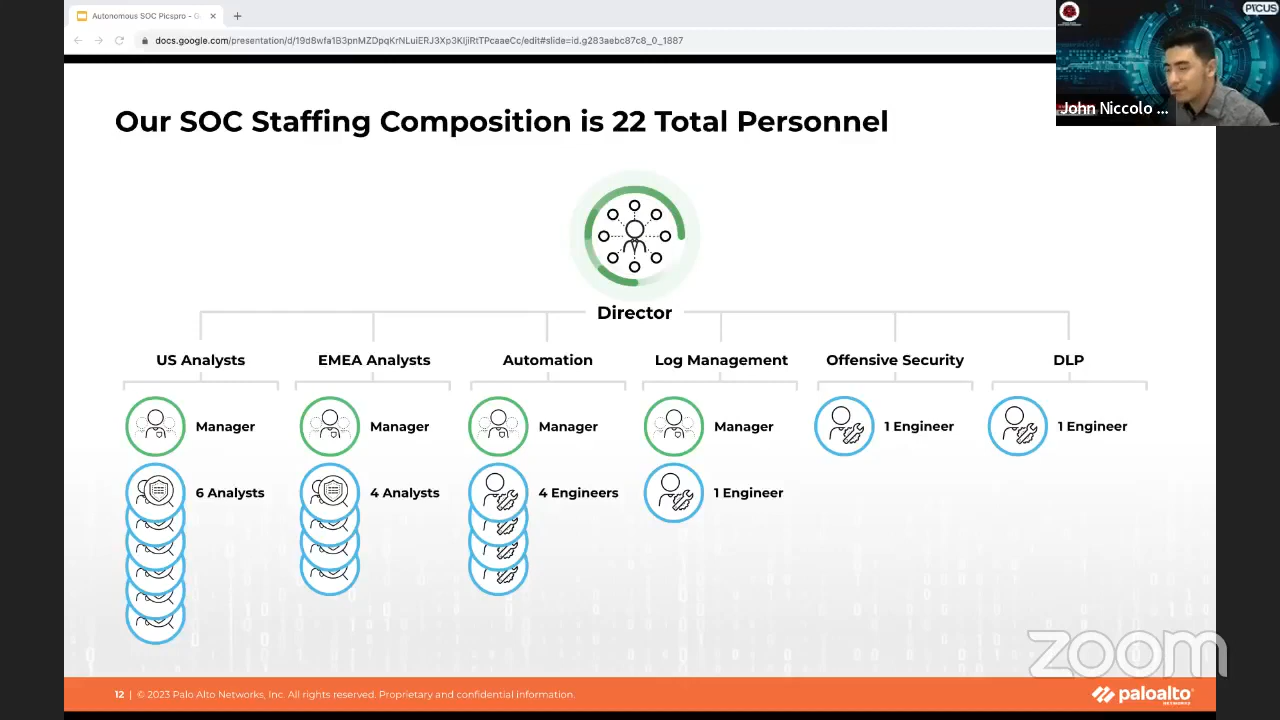 Autonomous SOC Picspro - G
docs.google.com/presentation/d/19d8wfa1B3pnMZDpqKrNLuiERJ3Xp3KIjiRtTPcaaeCc/edit#slide=id.g283aebc87c8_0_1887
PICUS
John Niccolo ...
Our SOC Staffing Composition is 22 Total Personnel
Director
US Analysts
EMEA Analysts
Automation
Log Management
Offensive Security
DLP
Manager
Manager
Manager
Manager
1 Engineer
1 Engineer
6 Analysts
4 Analysts
4 Engineers
1 Engineer
zoom
12 | © 2023 Palo Alto Networks, Inc. All rights reserved. Proprietary and confidential information.
paloalto
NETWORKS